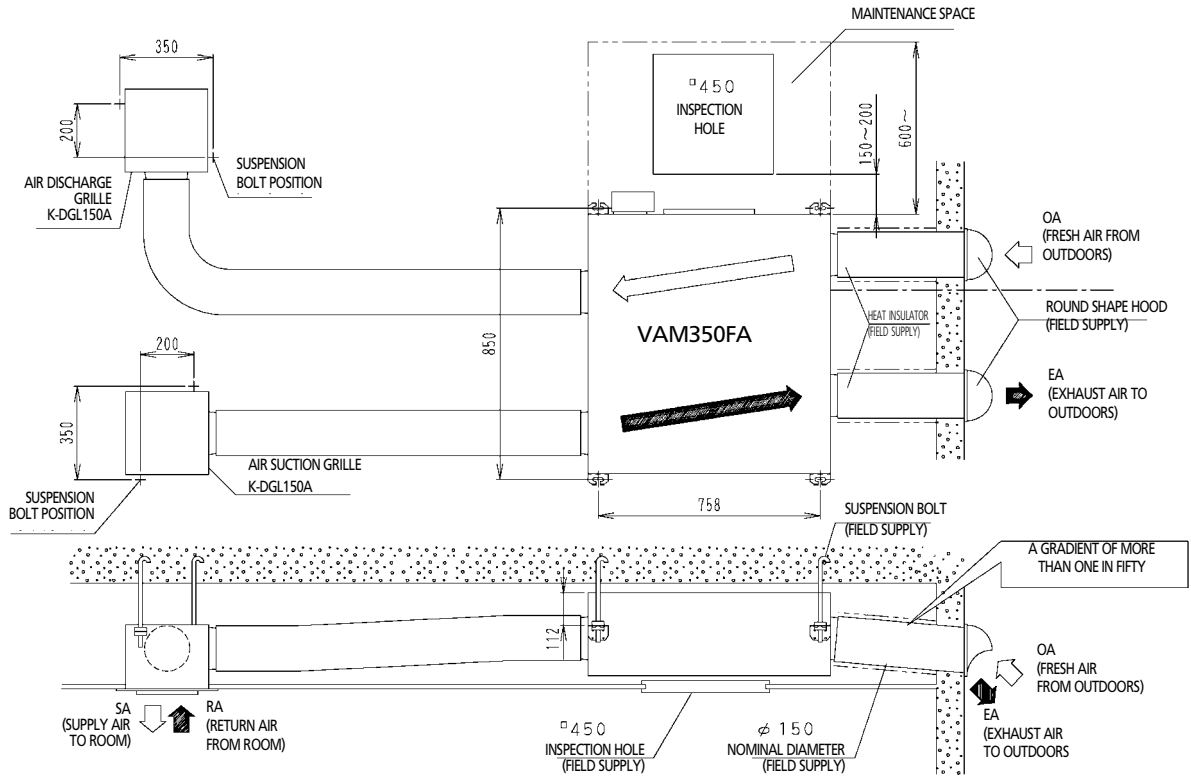 MAINTENANCE SPACE
350
□450
INSPECTION
HOLE
200
150~200
600~
SUSPENSION
BOLT POSITION
AIR DISCHARGE
GRILLE
K-DGL150A
OA
(FRESH AIR FROM
OUTDOORS)
HEAT INSULATOR
(FIELD SUPPLY)
ROUND SHAPE HOOD
(FIELD SUPPLY)
VAM350FA
850
200
350
EA
(EXHAUST AIR TO
OUTDOORS)
AIR SUCTION GRILLE
K-DGL150A
SUSPENSION
BOLT POSITION
758
SUSPENSION BOLT
(FIELD SUPPLY)
A GRADIENT OF MORE
THAN ONE IN FIFTY
112
OA
(FRESH AIR
FROM OUTDOORS)
SA
(SUPPLY AIR
TO ROOM)
RA
(RETURN AIR
FROM ROOM)
□450
INSPECTION HOLE
(FIELD SUPPLY)
φ 150
NOMINAL DIAMETER
(FIELD SUPPLY)
EA
(EXHAUST AIR
TO OUTDOORS